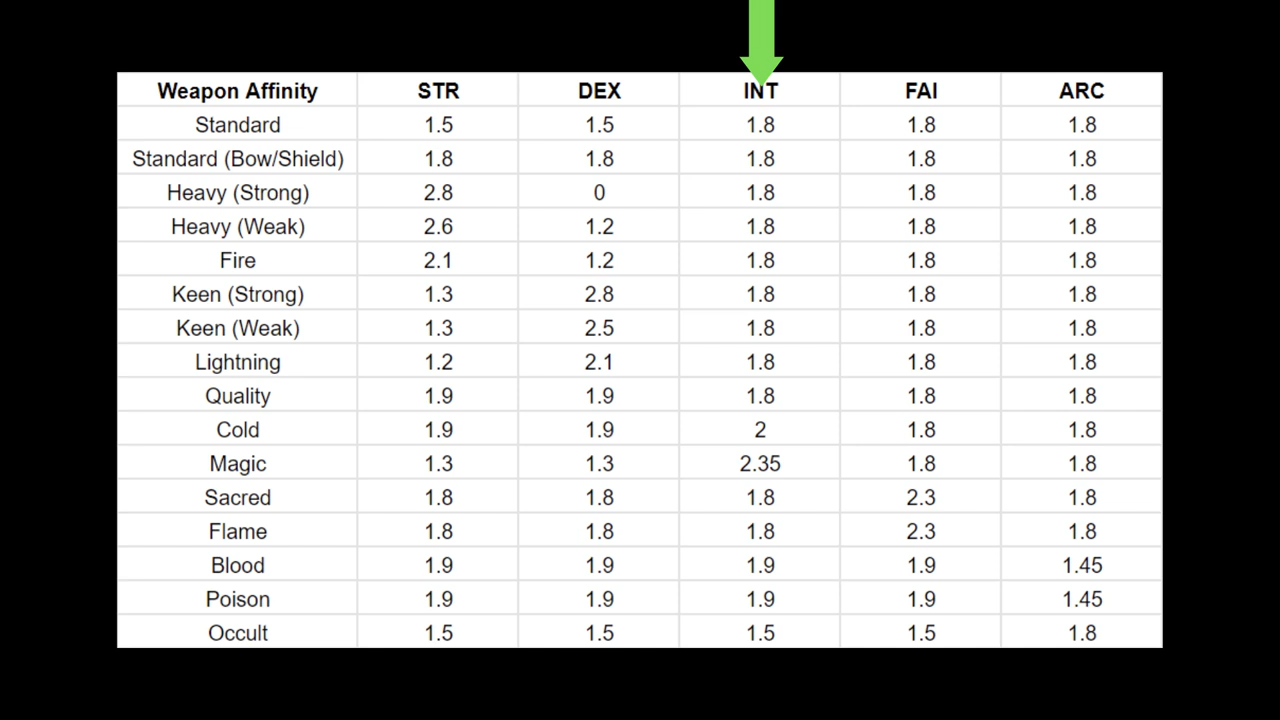 Weapon Affinity STR DEX INT FAI ARC
Standard 1.5 1.5 1.8 1.8 1.8
Standard (Bow/Shield) 1.8 1.8 1.8 1.8 1.8
Heavy (Strong) 2.8 0 1.8 1.8 1.8
Heavy (Weak) 2.6 1.2 1.8 1.8 1.8
Fire 2.1 1.2 1.8 1.8 1.8
Keen (Strong) 1.3 2.8 1.8 1.8 1.8
Keen (Weak) 1.3 2.5 1.8 1.8 1.8
Lightning 1.2 2.1 1.8 1.8 1.8
Quality 1.9 1.9 1.8 1.8 1.8
Cold 1.9 1.9 2 1.8 1.8
Magic 1.3 1.3 2.35 1.8 1.8
Sacred 1.8 1.8 1.8 2.3 1.8
Flame 1.8 1.8 1.8 2.3 1.8
Blood 1.9 1.9 1.9 1.9 1.45
Poison 1.9 1.9 1.9 1.9 1.45
Occult 1.5 1.5 1.5 1.5 1.8